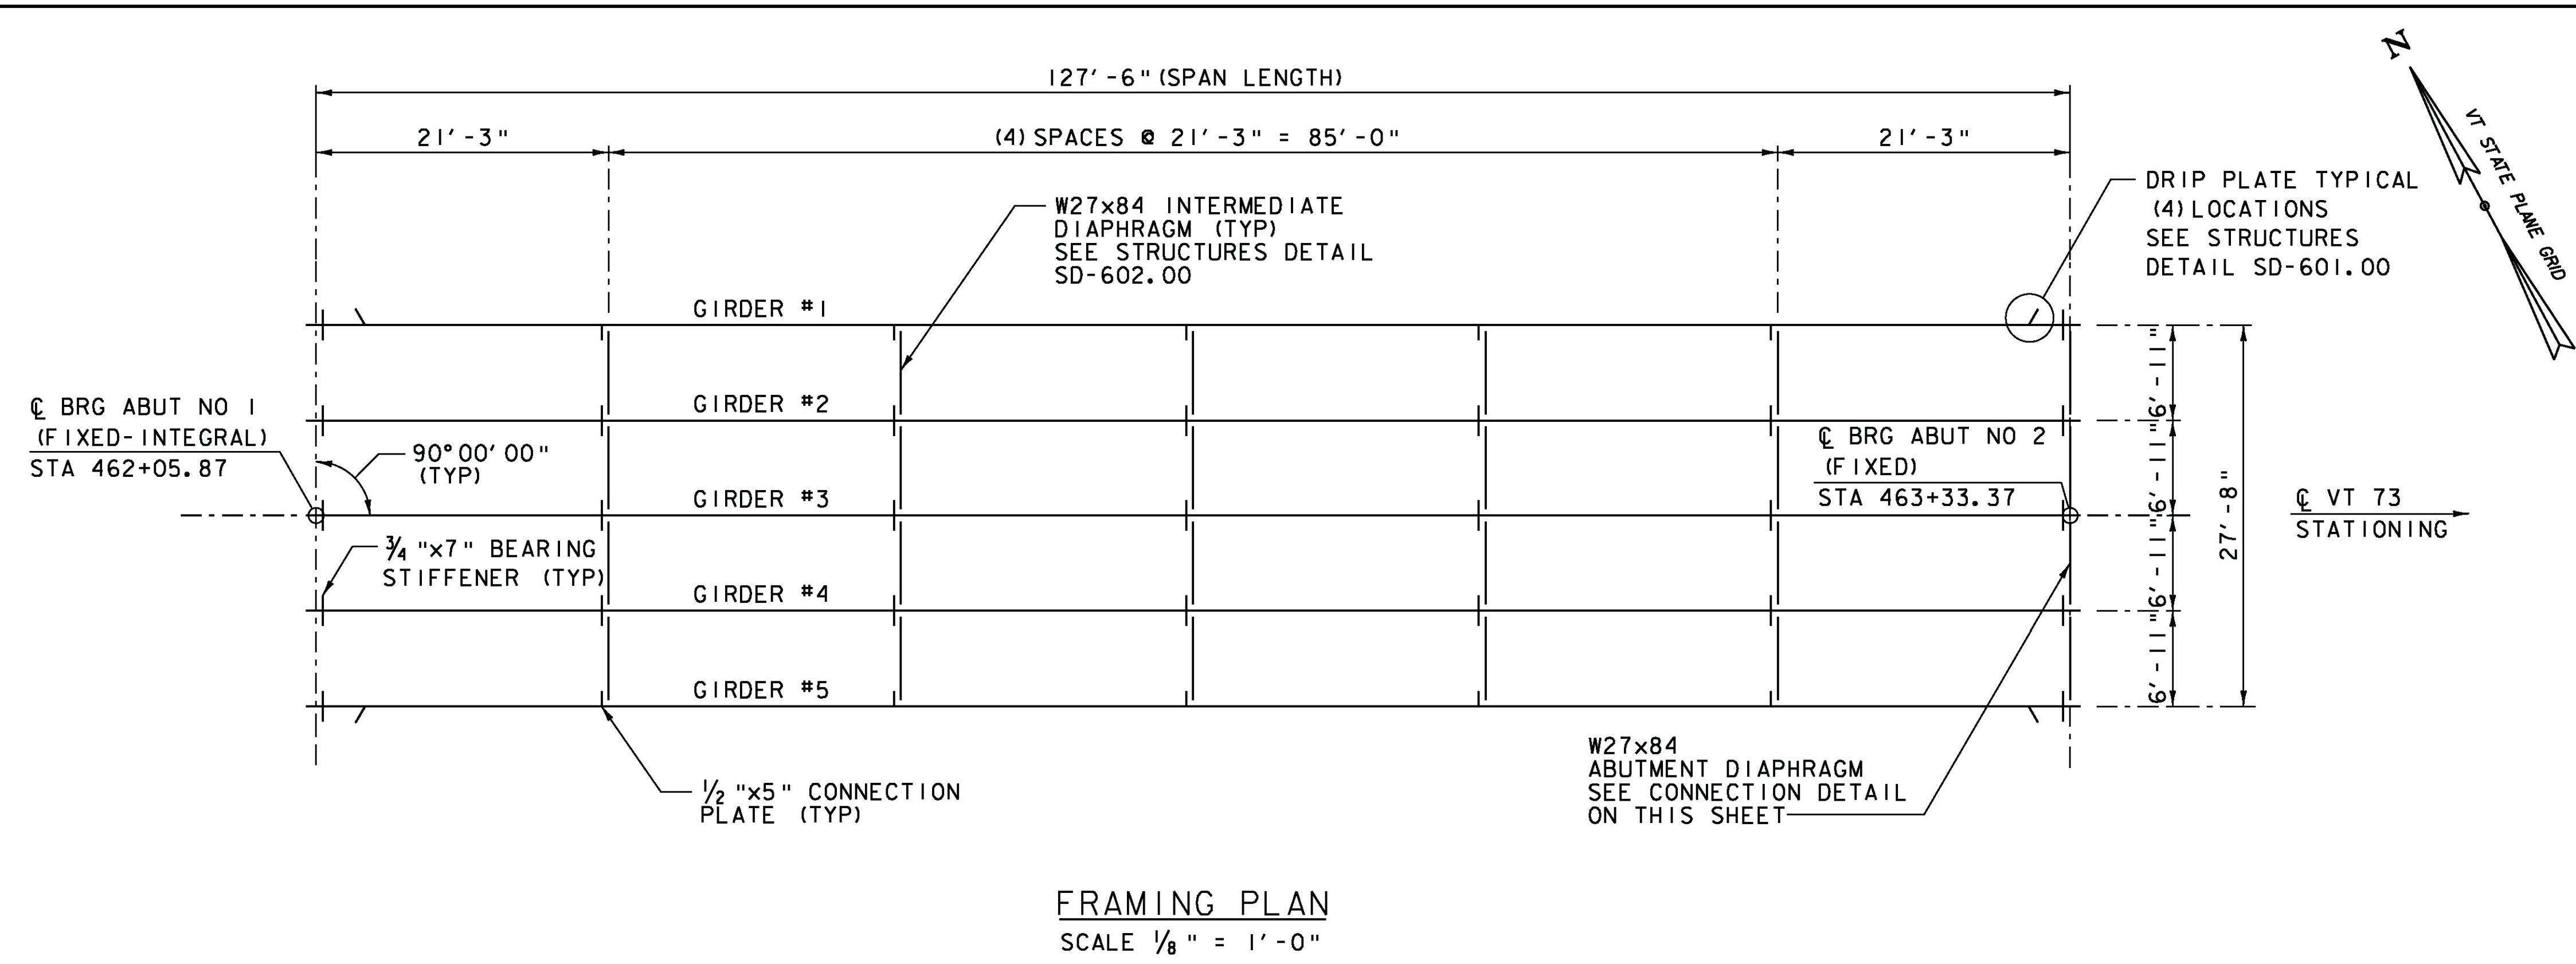 127'-6" (SPAN LENGTH)
21'-3"
(4) SPACES @ 21'-3" = 85'-0"
21'-3"
N
VT STATE PLANE GRID
W27x84 INTERMEDIATE
DIAPHRAGM (TYP)
SEE STRUCTURES DETAIL
SD-602.00
DRIP PLATE TYPICAL
(4) LOCATIONS
SEE STRUCTURES
DETAIL SD-601.00
GIRDER #1
GIRDER #2
GIRDER #3
GIRDER #4
GIRDER #5
℄ BRG ABUT NO 1
(FIXED-INTEGRAL)
STA 462+05.87
90°00'00"
(TYP)
¾"x7" BEARING
STIFFENER (TYP)
℄ BRG ABUT NO 2
(FIXED)
STA 463+33.37
6'-11"
6'-11"
6'-11"
6'-11"
27'-8"
℄ VT 73
STATIONING
½"x5" CONNECTION
PLATE (TYP)
W27x84
ABUTMENT DIAPHRAGM
SEE CONNECTION DETAIL
ON THIS SHEET
FRAMING PLAN
SCALE ⅛" = 1'-0"